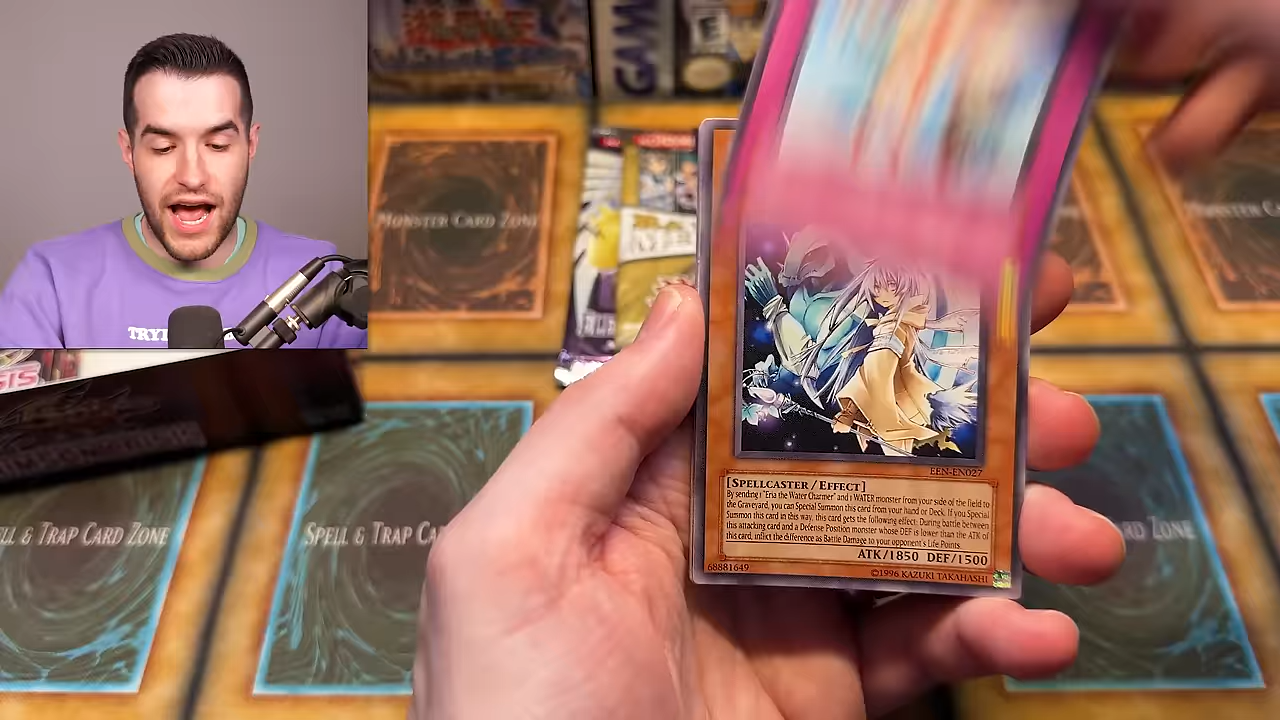 GAM
E
MONSTER CARD ZONE
TRYI
SIS
LL & TRAP CARD ZONE
SPELL & TRAP CA
RD ZONE
EEN-EN027
[SPELLCASTER / EFFECT]
By sending 1 "Eria the Water Charmer" and 1 WATER monster from your side of the field to
the Graveyard, you can Special Summon this card from your hand or Deck. If you Special
Summon this card in this way, this card gets the following effect: During battle between
this attacking card and a Defense Position monster whose DEF is lower than the ATK of
this card, inflict the difference as Battle Damage to your opponent's Life Points.
ATK/1850 DEF/1500
68881649
©1996 KAZUKI TAKAHASHI